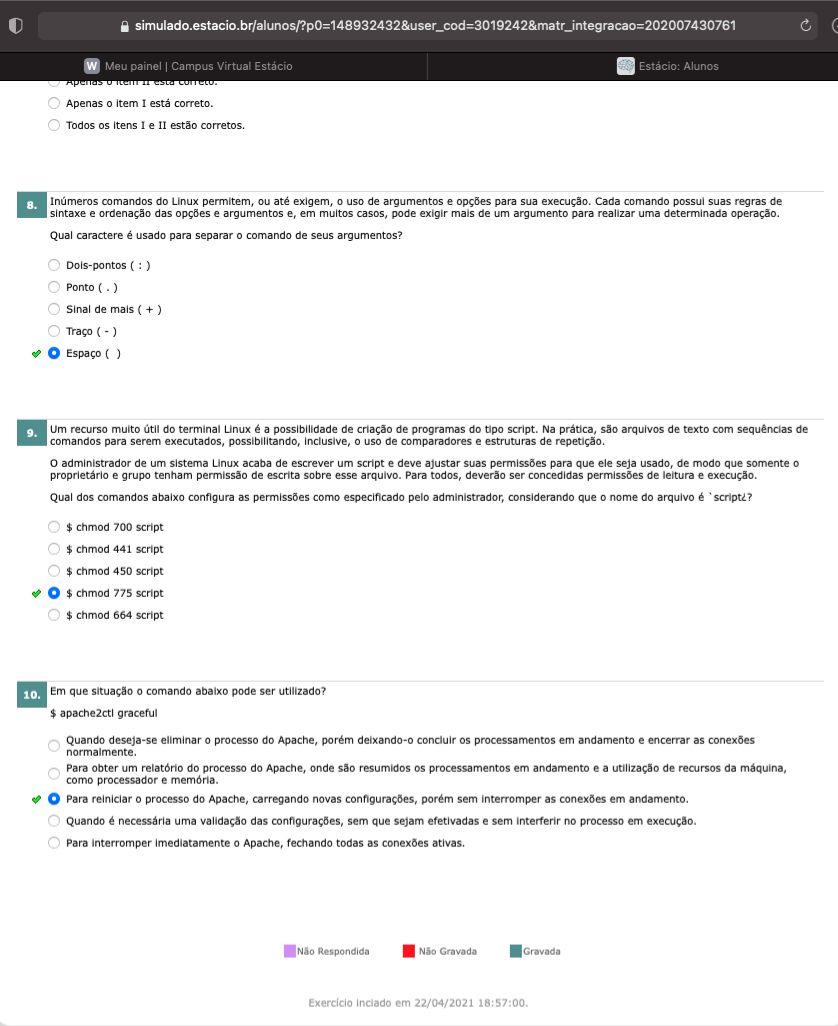 simulado.estacio.br/alunos/?p0=148932432&user_cod=3019242&matr_integracao=202007430761
W Meu painel | Campus Virtual Estácio
Estácio: Alunos
Apenas o item II está correto.
Apenas o item I está correto.
Todos os itens I e II estão corretos.
8.
Inúmeros comandos do Linux permitem, ou até exigem, o uso de argumentos e opções para sua execução. Cada comando possui suas regras de
sintaxe e ordenação das opções e argumentos e, em muitos casos, pode exigir mais de um argumento para realizar uma determinada operação.
Qual caractere é usado para separar o comando de seus argumentos?
Dois-pontos ( : )
Ponto ( . )
Sinal de mais ( + )
Traço ( - )
Espaço (  )
9.
Um recurso muito útil do terminal Linux é a possibilidade de criação de programas do tipo script. Na prática, são arquivos de texto com sequências de
comandos para serem executados, possibilitando, inclusive, o uso de comparadores e estruturas de repetição.
O administrador de um sistema Linux acaba de escrever um script e deve ajustar suas permissões para que ele seja usado, de modo que somente o
proprietário e grupo tenham permissão de escrita sobre esse arquivo. Para todos, deverão ser concedidas permissões de leitura e execução.
Qual dos comandos abaixo configura as permissões como especificado pelo administrador, considerando que o nome do arquivo é `script¿?
$ chmod 700 script
$ chmod 441 script
$ chmod 450 script
$ chmod 775 script
$ chmod 664 script
10.
Em que situação o comando abaixo pode ser utilizado?
$ apache2ctl graceful
Quando deseja-se eliminar o processo do Apache, porém deixando-o concluir os processamentos em andamento e encerrar as conexões
normalmente.
Para obter um relatório do processo do Apache, onde são resumidos os processamentos em andamento e a utilização de recursos da máquina,
como processador e memória.
Para reiniciar o processo do Apache, carregando novas configurações, porém sem interromper as conexões em andamento.
Quando é necessária uma validação das configurações, sem que sejam efetivadas e sem interferir no processo em execução.
Para interromper imediatamente o Apache, fechando todas as conexões ativas.
Não Respondida
Não Gravada
Gravada
Exercício inciado em 22/04/2021 18:57:00.